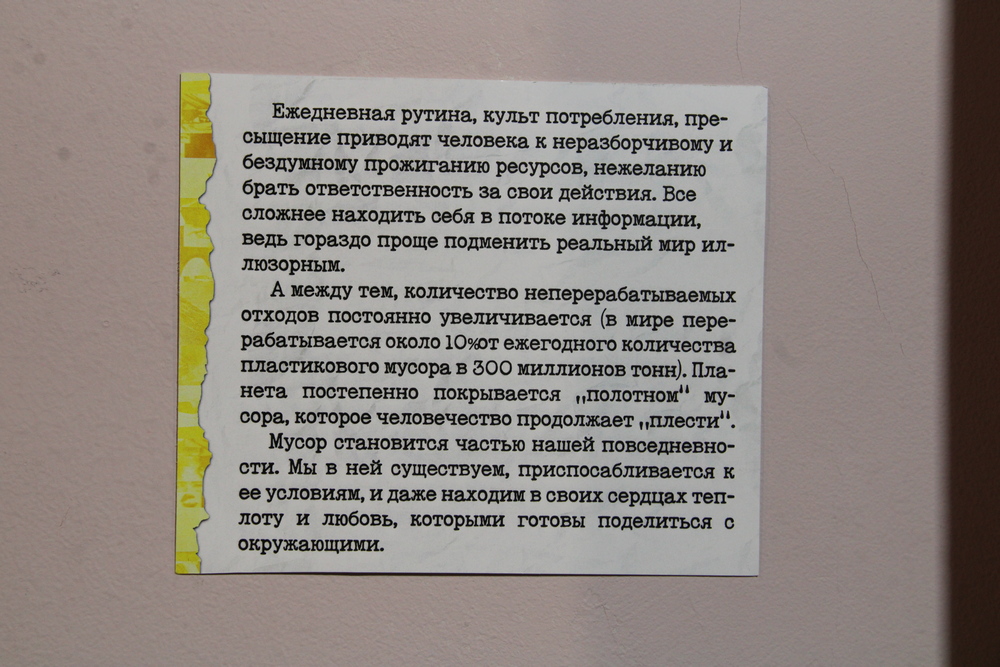 Ежедневная рутина, культ потребления, пре-
сыщение приводят человека к неразборчивому и
бездумному прожиганию ресурсов, нежеланию
брать ответственность за свои действия. Все
сложнее находить себя в потоке информации,
ведь гораздо проще подменить реальный мир ил-
люзорным.
А между тем, количество неперерабатываемых
отходов постоянно увеличивается (в мире пере-
рабатывается около 10%от ежегодного количества
пластикового мусора в 300 миллионов тонн). Пла-
нета постепенно покрывается „полотном“ му-
сора, которое человечество продолжает „плести“.
Мусор становится частью нашей повседневно-
сти. Мы в ней существуем, приспосабливается к
ее условиям, и даже находим в своих сердцах теп-
лоту и любовь, которыми готовы поделиться с
окружающими.